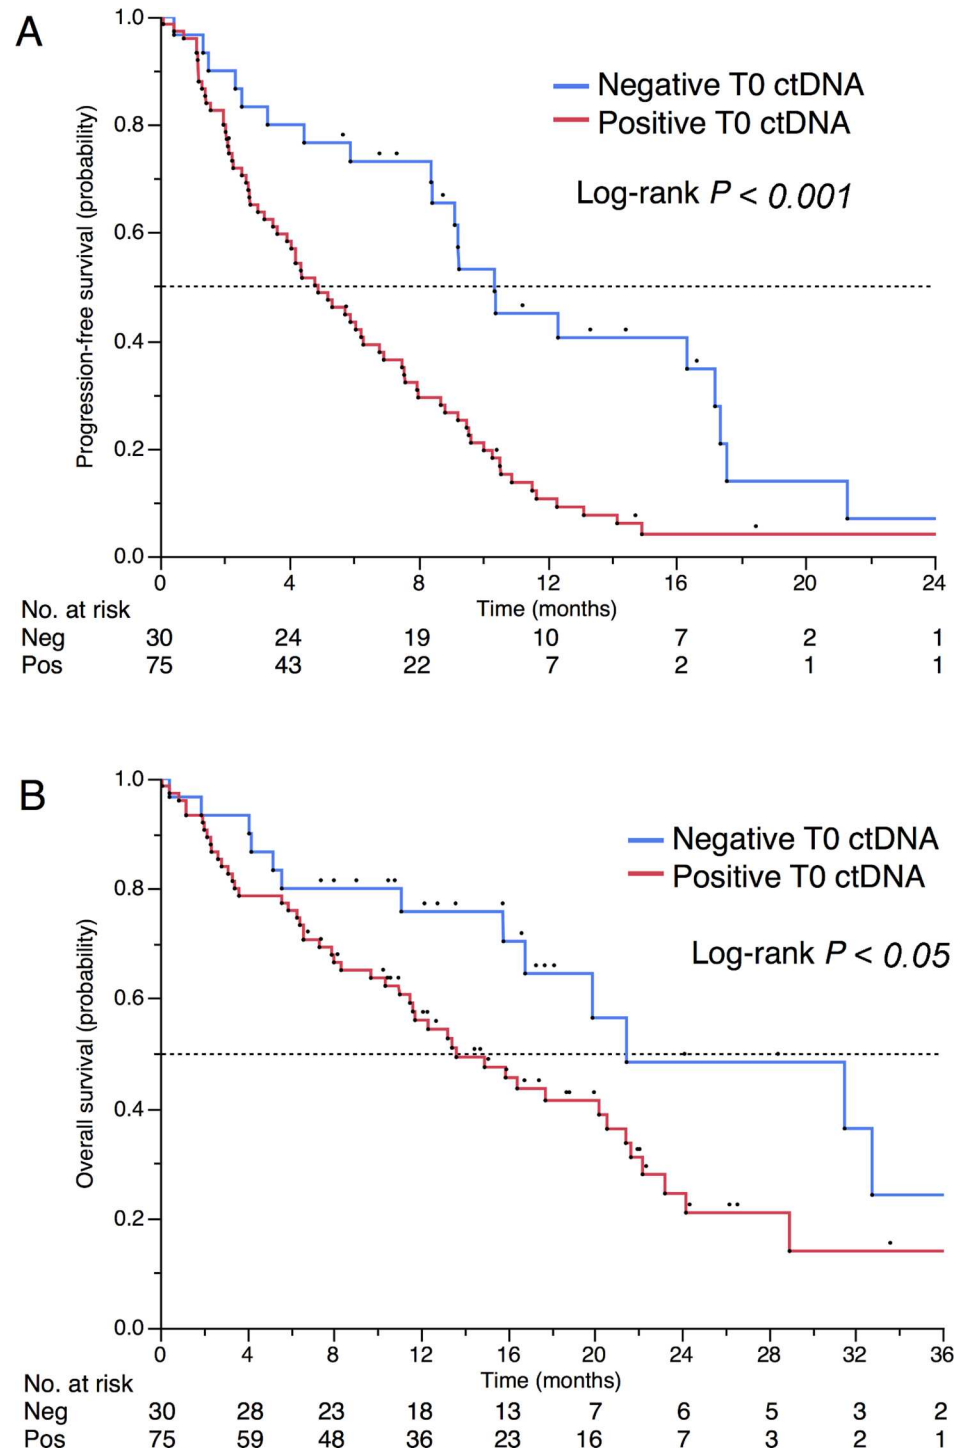 A
Progression-free survival (probability)
1.0
0.8
0.6
0.4
0.2
0.0
Negative T0 ctDNA
Positive T0 ctDNA
Log-rank P < 0.001
0 4 8 12 16 20 24
Time (months)
No. at risk
Neg 30 24 19 10 7 2 1
Pos 75 43 22 7 2 1 1
B
Overall survival (probability)
1.0
0.8
0.6
0.4
0.2
0.0
Negative T0 ctDNA
Positive T0 ctDNA
Log-rank P < 0.05
0 4 8 12 16 20 24 28 32 36
Time (months)
No. at risk
Neg 30 28 23 18 13 7 6 5 3 2
Pos 75 59 48 36 23 16 7 3 2 1